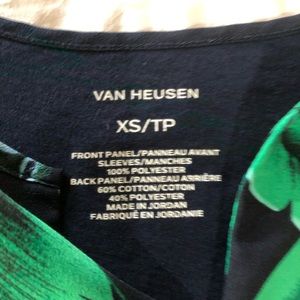 VAN HEUSEN
XS/TP
FRONT PANEL/PANNEAU AVANT
SLEEVES/MANCHES
100% POLYESTER
BACK PANEL/PANNEAU ARRIÈRE
60% COTTON/COTON
40% POLYESTER
MADE IN JORDAN
FABRIQUÉ EN JORDANIE